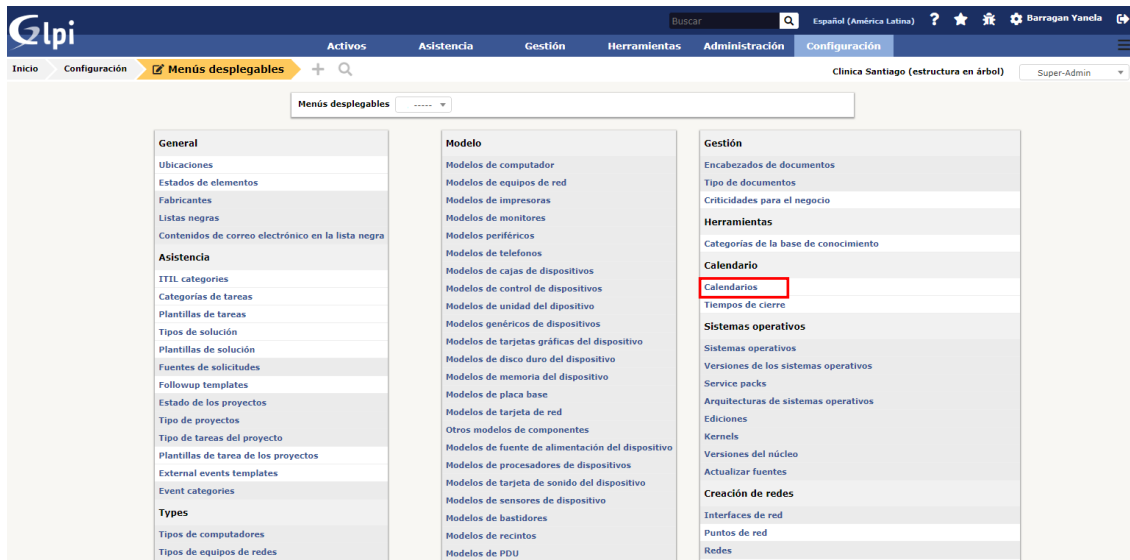 Glpi
Buscar
Español (América Latina)
?
Barragan Yanela
Activos
Asistencia
Gestión
Herramientas
Administración
Configuración
Inicio
Configuración
Menús desplegables
Clinica Santiago (estructura en árbol)
Super-Admin
Menús desplegables
-----
General
Ubicaciones
Estados de elementos
Fabricantes
Listas negras
Contenidos de correo electrónico en la lista negra
Asistencia
ITIL categories
Categorías de tareas
Plantillas de tareas
Tipos de solución
Plantillas de solución
Fuentes de solicitudes
Followup templates
Estado de los proyectos
Tipo de proyectos
Tipo de tareas del proyecto
Plantillas de tarea de los proyectos
External events templates
Event categories
Types
Tipos de computadores
Tipos de equipos de redes
Modelo
Modelos de computador
Modelos de equipos de red
Modelos de impresoras
Modelos de monitores
Modelos periféricos
Modelos de telefonos
Modelos de cajas de dispositivos
Modelos de control de dispositivos
Modelos de unidad del dipositivo
Modelos genéricos de dispositivos
Modelos de tarjetas gráficas del dispositivo
Modelos de disco duro del dispositivo
Modelos de memoria del dispositivo
Modelos de placa base
Modelos de tarjeta de red
Otros modelos de componentes
Modelos de fuente de alimentación del dispositivo
Modelos de procesadores de dispositivos
Modelos de tarjeta de sonido del dispositivo
Modelos de sensores de dispositivo
Modelos de bastidores
Modelos de recintos
Modelos de PDU
Gestión
Encabezados de documentos
Tipo de documentos
Criticidades para el negocio
Herramientas
Categorías de la base de conocimiento
Calendario
Calendarios
Tiempos de cierre
Sistemas operativos
Sistemas operativos
Versiones de los sistemas operativos
Service packs
Arquitecturas de sistemas operativos
Ediciones
Kernels
Versiones del núcleo
Actualizar fuentes
Creación de redes
Interfaces de red
Puntos de red
Redes